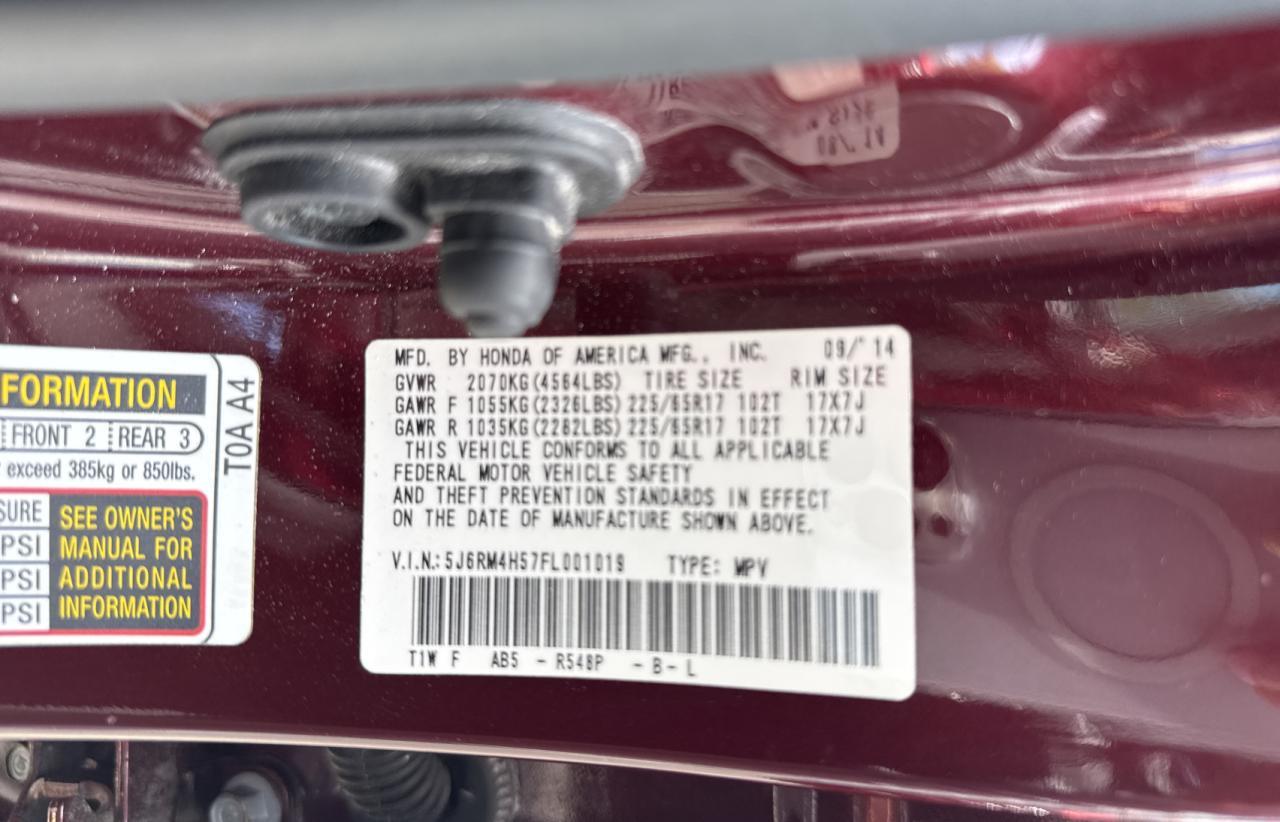 MFD. BY HONDA OF AMERICA MFG., INC. 09/'14
GVWR 2070KG(4564LBS) TIRE SIZE RIM SIZE
GAWR F 1055KG(2326LBS) 225/65R17 102T 17X7J
GAWR R 1035KG(2282LBS) 225/65R17 102T 17X7J
THIS VEHICLE CONFORMS TO ALL APPLICABLE
FEDERAL MOTOR VEHICLE SAFETY
AND THEFT PREVENTION STANDARDS IN EFFECT
ON THE DATE OF MANUFACTURE SHOWN ABOVE.
V.I.N.: 5J6RM4H57FL001019 TYPE: MPV
T1W F AB5 - R548P - B - L
FORMATION
FRONT 2 REAR 3
exceed 385kg or 850lbs.
SURE
PSI
PSI
PSI
SEE OWNER'S
MANUAL FOR
ADDITIONAL
INFORMATION
T0A A4